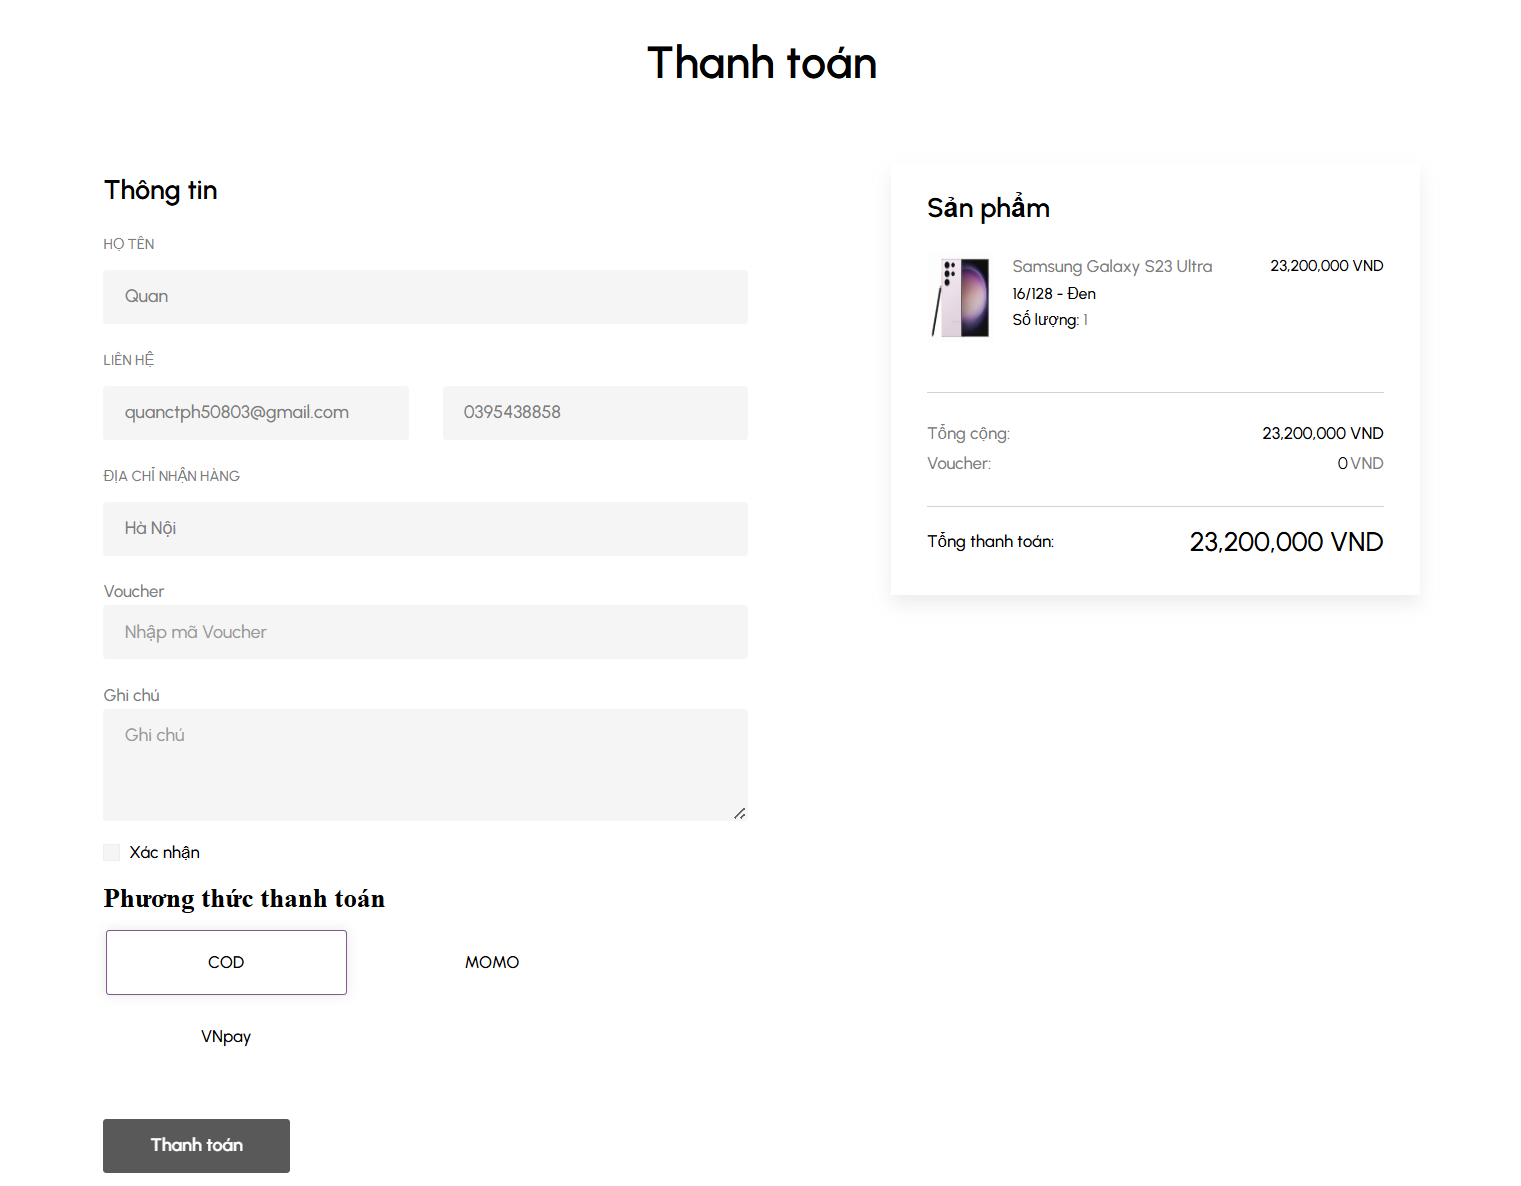 Thanh toán
Thông tin
HỌ TÊN
Quan
LIÊN HỆ
quanctph50803@gmail.com 0395438858
ĐỊA CHỈ NHẬN HÀNG
Hà Nội
Voucher
Nhập mã Voucher
Ghi chú
Ghi chú
Xác nhận
Phương thức thanh toán
COD MOMO
VNpay
Thanh toán
Sản phẩm
Samsung Galaxy S23 Ultra 23,200,000 VND
16/128 - Đen
Số lượng: 1
Tổng cộng: 23,200,000 VND
Voucher: 0 VND
Tổng thanh toán: 23,200,000 VND